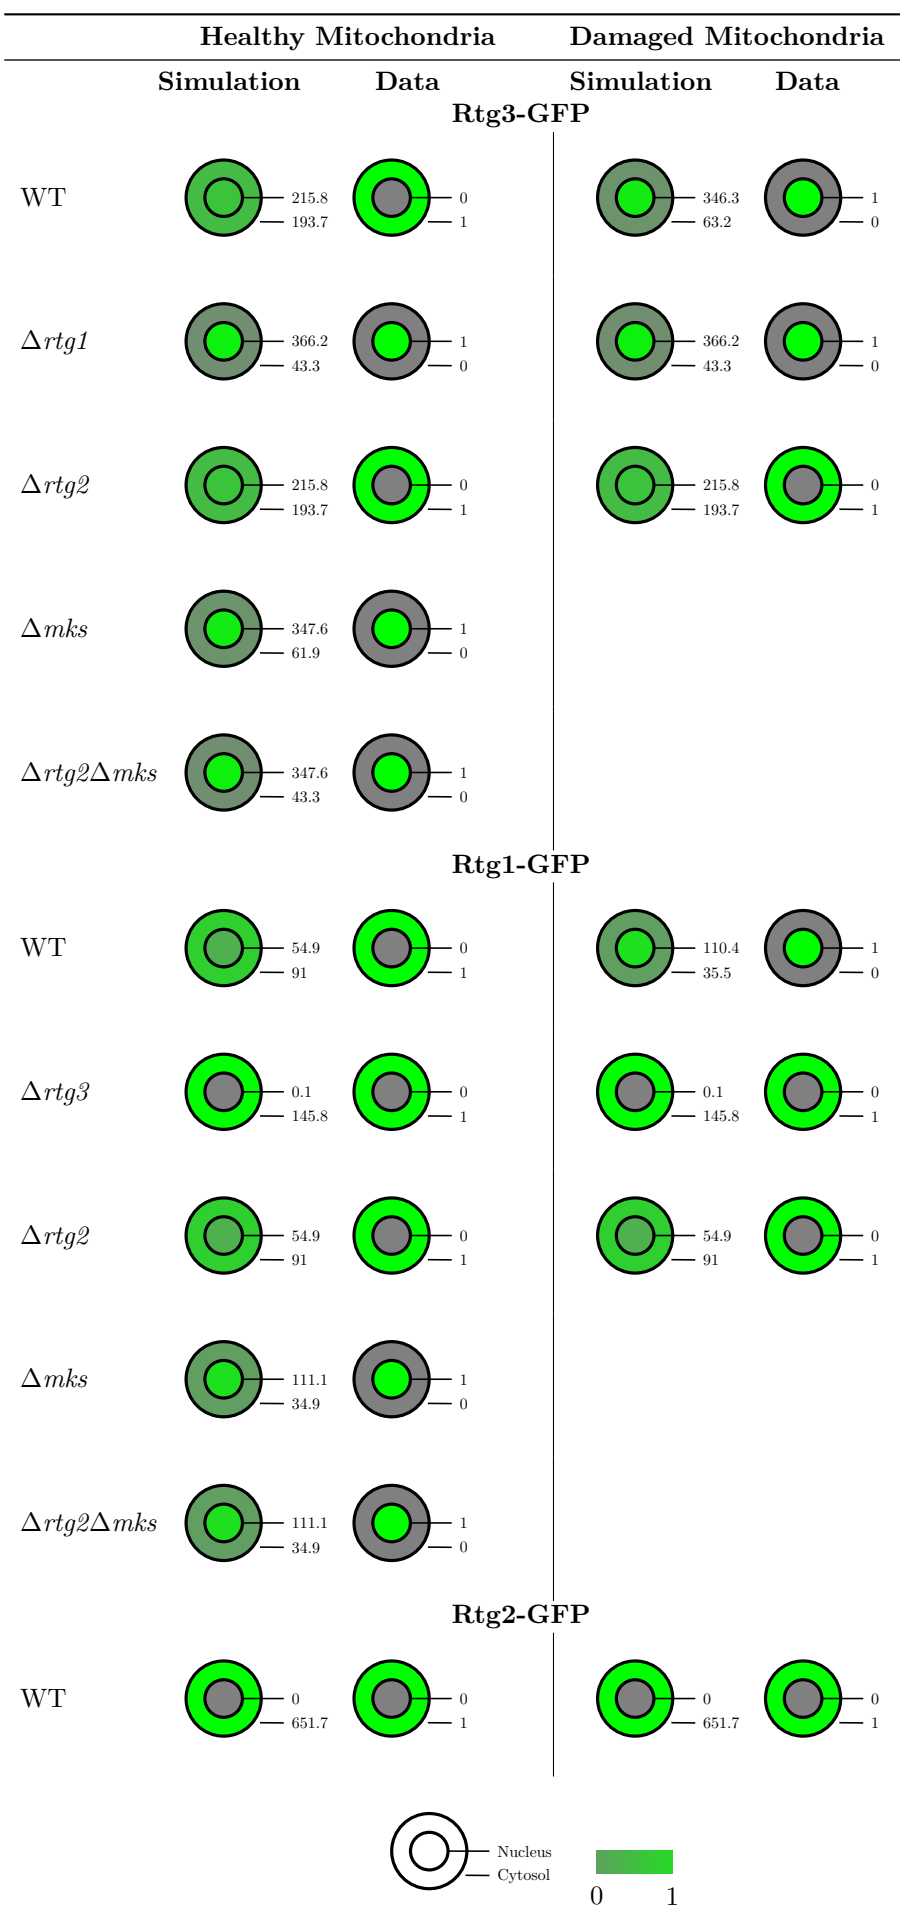 Healthy Mitochondria Damaged Mitochondria
Simulation Data Simulation Data
Rtg3-GFP
WT 215.8 0 346.3 1
193.7 1 63.2 0
Δrtg1 366.2 1 366.2 1
43.3 0 43.3 0
Δrtg2 215.8 0 215.8 0
193.7 1 193.7 1
Δmks 347.6 1
61.9 0
Δrtg2Δmks 347.6 1
43.3 0
Rtg1-GFP
WT 54.9 0 110.4 1
91 1 35.5 0
Δrtg3 0.1 0 0.1 0
145.8 1 145.8 1
Δrtg2 54.9 0 54.9 0
91 1 91 1
Δmks 111.1 1
34.9 0
Δrtg2Δmks 111.1 1
34.9 0
Rtg2-GFP
WT 0 0 0 0
651.7 1 651.7 1
Nucleus
Cytosol
0 1